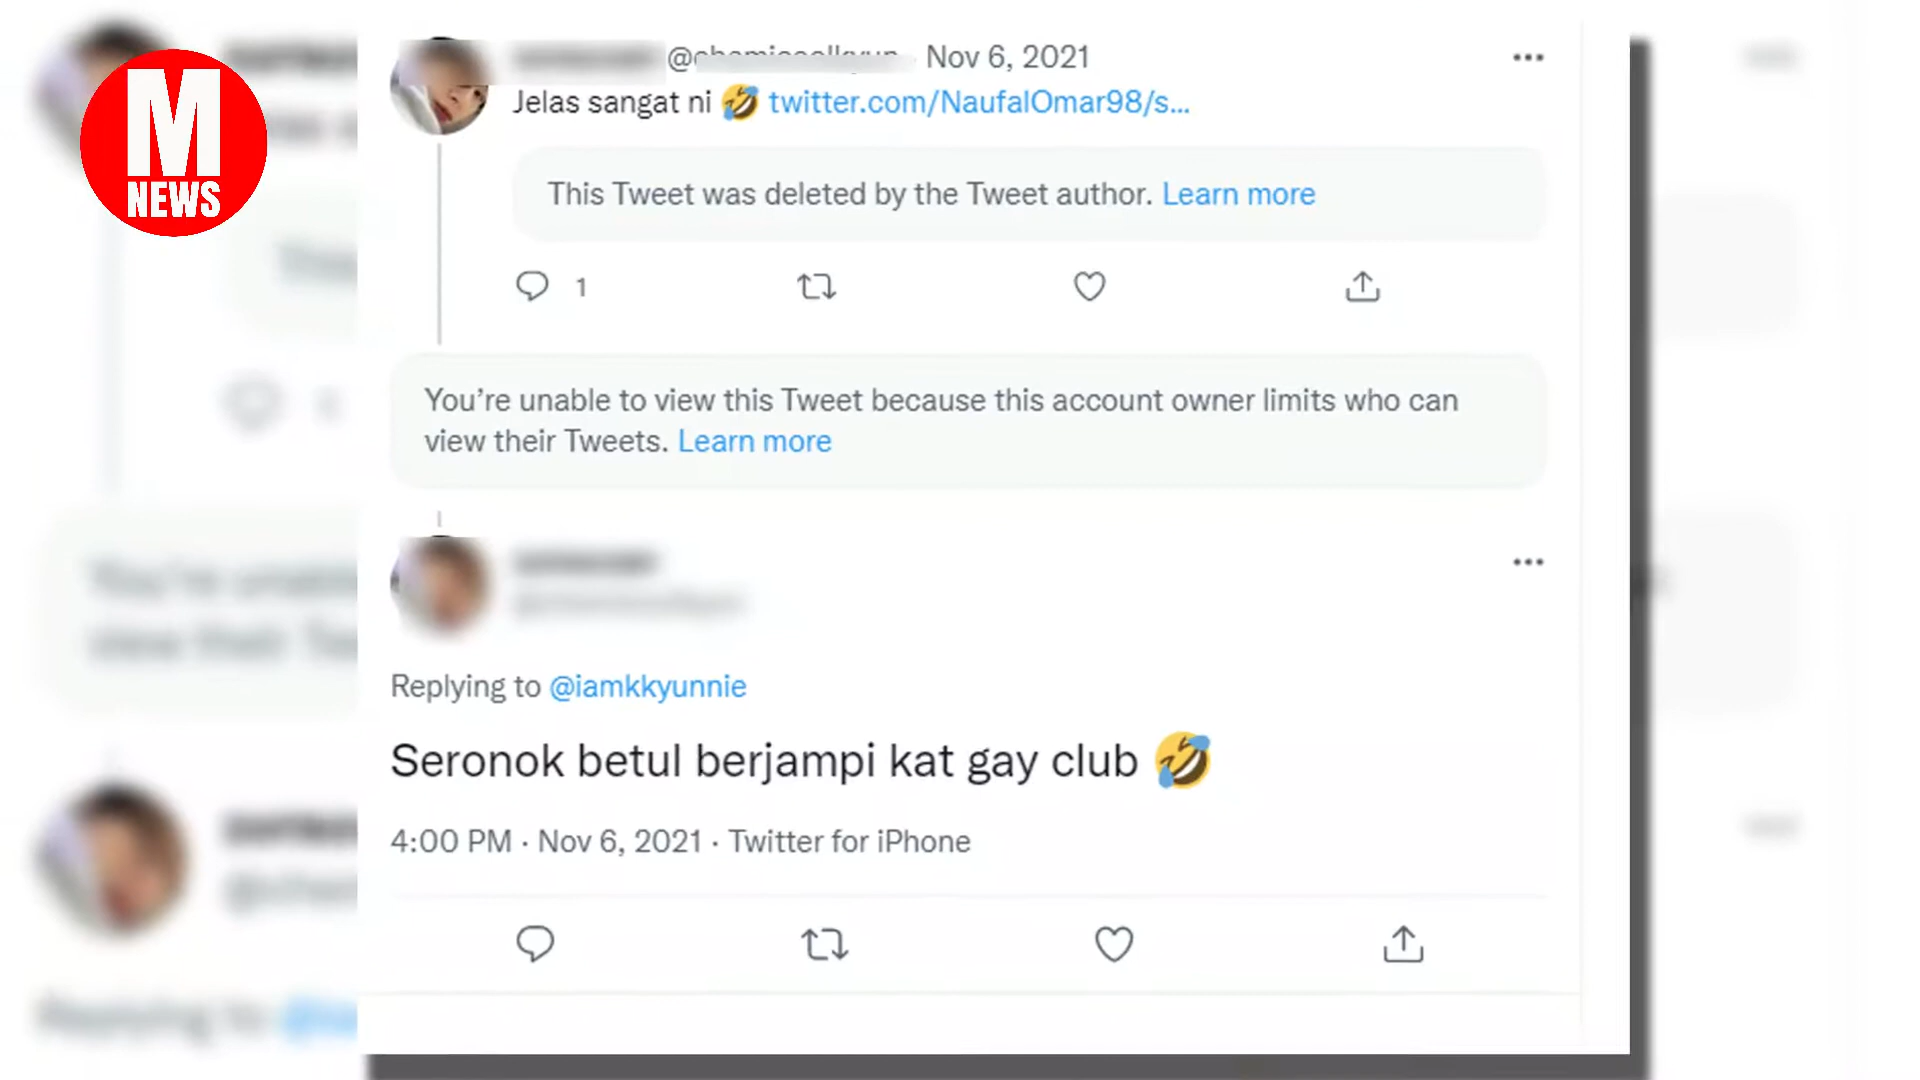 M
NEWS
Nov 6, 2021
Jelas sangat ni 🤣 twitter.com/NaufalOmar98/s...
This Tweet was deleted by the Tweet author. Learn more
1
You’re unable to view this Tweet because this account owner limits who can
view their Tweets. Learn more
Replying to @iamkkyunnie
Seronok betul berjampi kat gay club 🤣
4:00 PM · Nov 6, 2021 · Twitter for iPhone